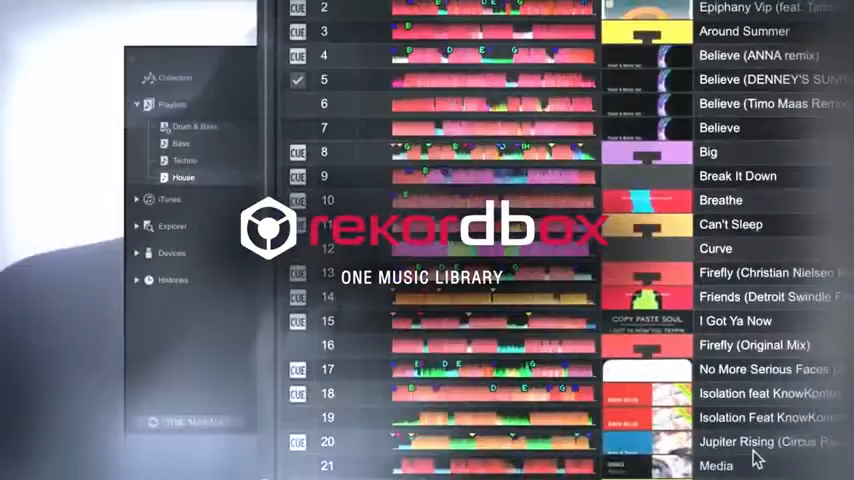 2
Epiphany Vip (feat.
CUE
3
Around Summer
CUE
4
Believe (ANNA remix)
5
Believe (DENNEY'S
6
Believe (Timo Maas
7
Believe
CUE
8
Big
CUE
9
Break It Down
CUE
10
Breathe
11
Can't Sleep
12
Curve
CUE
13
Firefly (Christian Nielsen
CUE
14
Friends (Detroit Swindle
CUE
15
COPY PASTE SOUL
I Got Ya Now
16
Firefly (Original Mix)
CUE
17
No More Serious Faces
CUE
18
Isolation feat
19
Isolation Feat
CUE
20
Jupiter Rising (Circus
21
Media
Collection
Playlists
Drum & Bass
Bass
Techno
House
iTunes
Explorer
Devices
Histories
rekordbox
ONE MUSIC LIBRARY